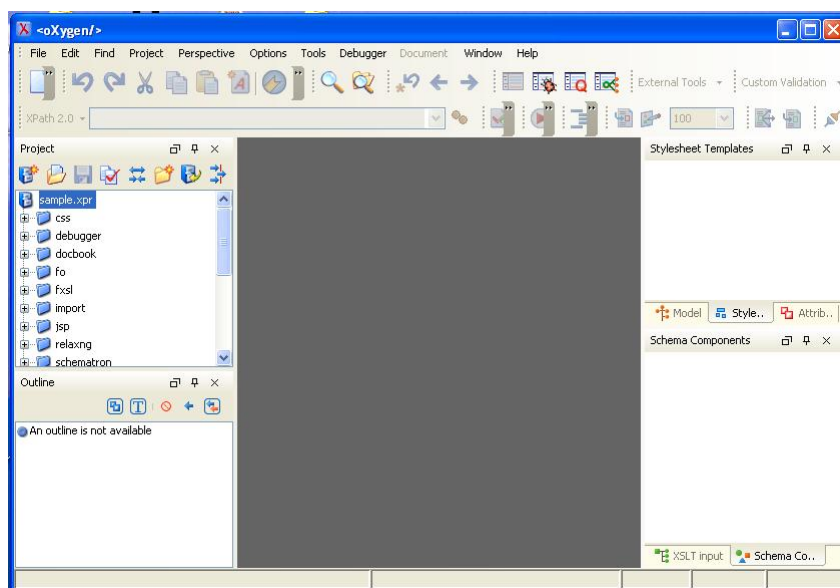 <oXygen/>
File Edit Find Project Perspective Options Tools Debugger Document Window Help
External Tools Custom Validation
XPath 2.0 100
Project
sample.xpr
css
debugger
docbook
fo
fxsl
import
jsp
relaxng
schematron
Outline
An outline is not available
Stylesheet Templates
Model Style.. Attrib..
Schema Components
XSLT input Schema Co..